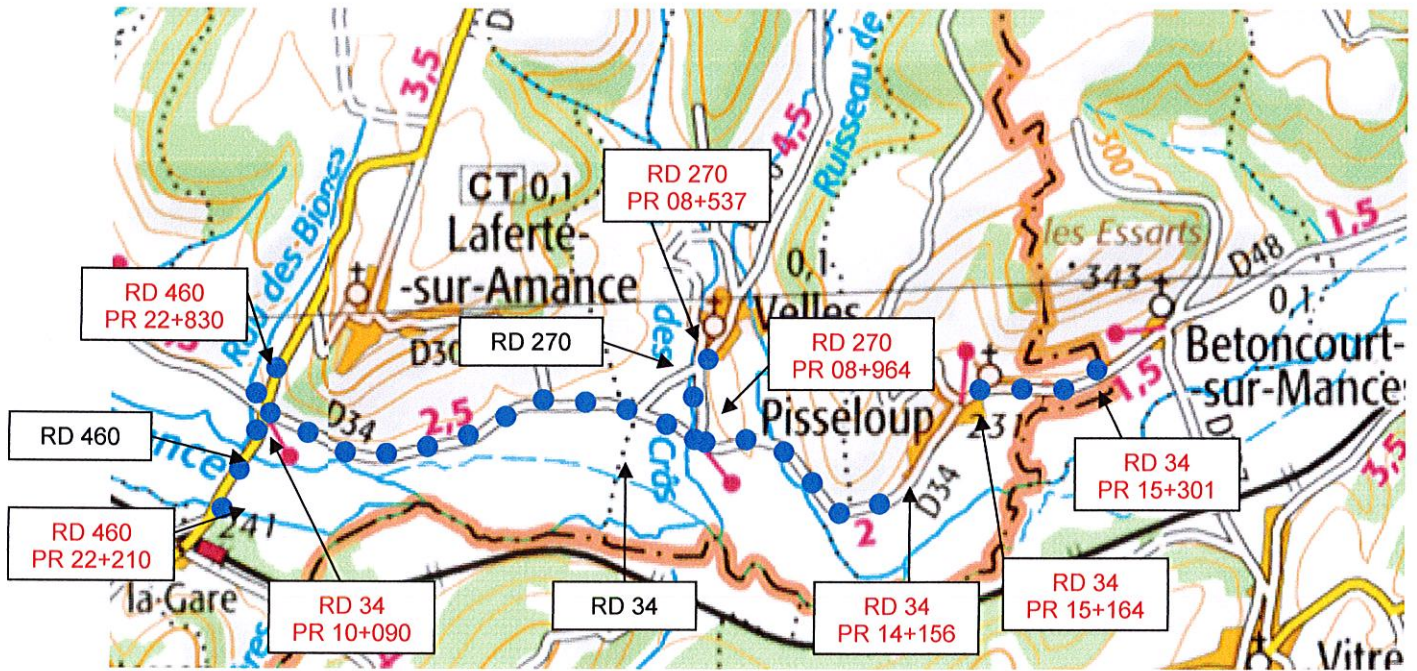 3,5
CT 0,1
Laferté-
-sur-Amance
Rau des Biones
RD 460
PR 22+830
D34
2,5
RD 460
RD 460
PR 22+210
241
la Gare
RD 34
PR 10+090
RD 270
RD 270
PR 08+537
4,5
Ruisseau de
0,1
Velles
des
Crôs
RD 270
PR 08+964
RD 34
Pisseloup
231
D34
2
RD 34
PR 14+156
RD 34
PR 15+164
RD 34
PR 15+301
300
les Essarts
343
D48
1,5
0,1
Betoncourt-
-sur-Mance
1,5
3,5
Vitre